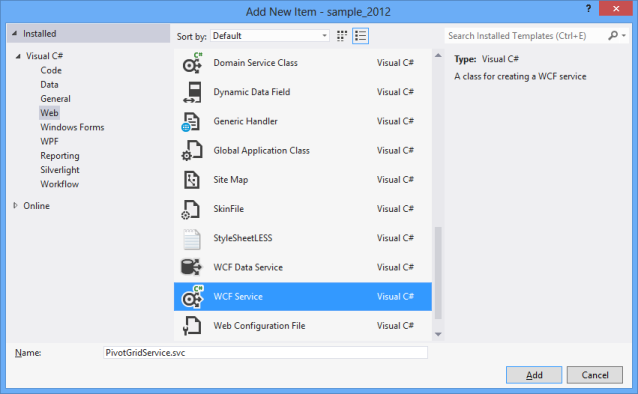 Add New Item - sample_2012
? ×
Installed
Sort by: Default
Search Installed Templates (Ctrl+E)
Visual C#
Code
Data
General
Web
Windows Forms
WPF
Reporting
Silverlight
Workflow
Online
Domain Service Class Visual C#
Dynamic Data Field Visual C#
Generic Handler Visual C#
Global Application Class Visual C#
Site Map Visual C#
SkinFile Visual C#
StyleSheetLESS Visual C#
WCF Data Service Visual C#
C# WCF Service Visual C#
Web Configuration File Visual C#
Type: Visual C#
A class for creating a WCF service
Name: PivotGridService.svc
Add Cancel